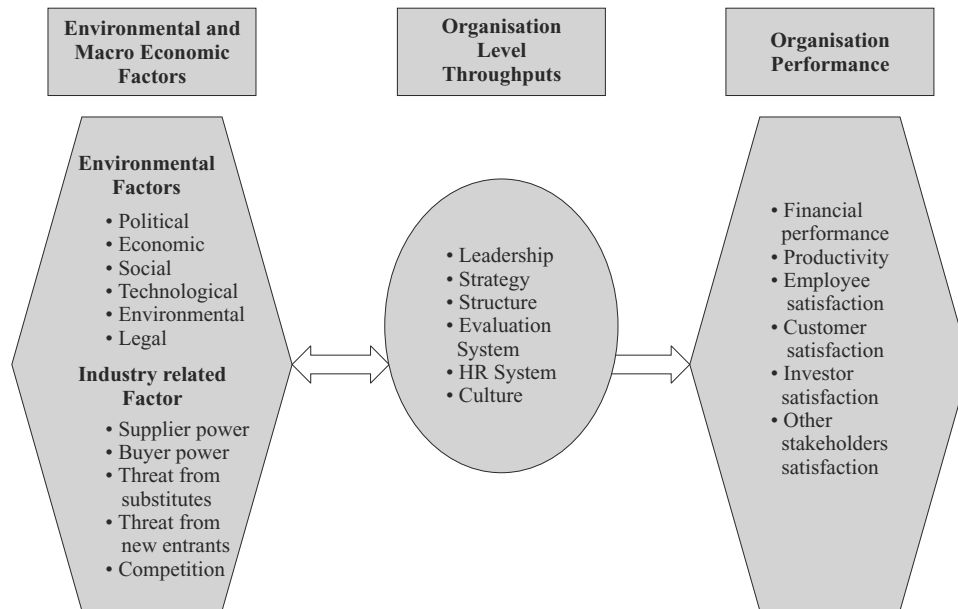 Environmental and
Macro Economic
Factors
Organisation
Level
Throughputs
Organisation
Performance
Environmental
Factors
• Political
• Economic
• Social
• Technological
• Environmental
• Legal
Industry related
Factor
• Supplier power
• Buyer power
• Threat from
substitutes
• Threat from
new entrants
• Competition
• Leadership
• Strategy
• Structure
• Evaluation
System
• HR System
• Culture
• Financial
performance
• Productivity
• Employee
satisfaction
• Customer
satisfaction
• Investor
satisfaction
• Other
stakeholders
satisfaction